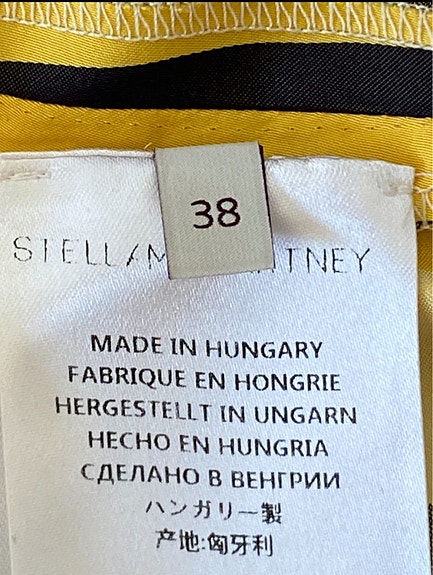 38
STELLA M TNEY
MADE IN HUNGARY
FABRIQUE EN HONGRIE
HERGESTELLT IN UNGARN
HECHO EN HUNGRIA
СДЕЛАНО В ВЕНГРИИ
ハンガリー製
产地:匈牙利